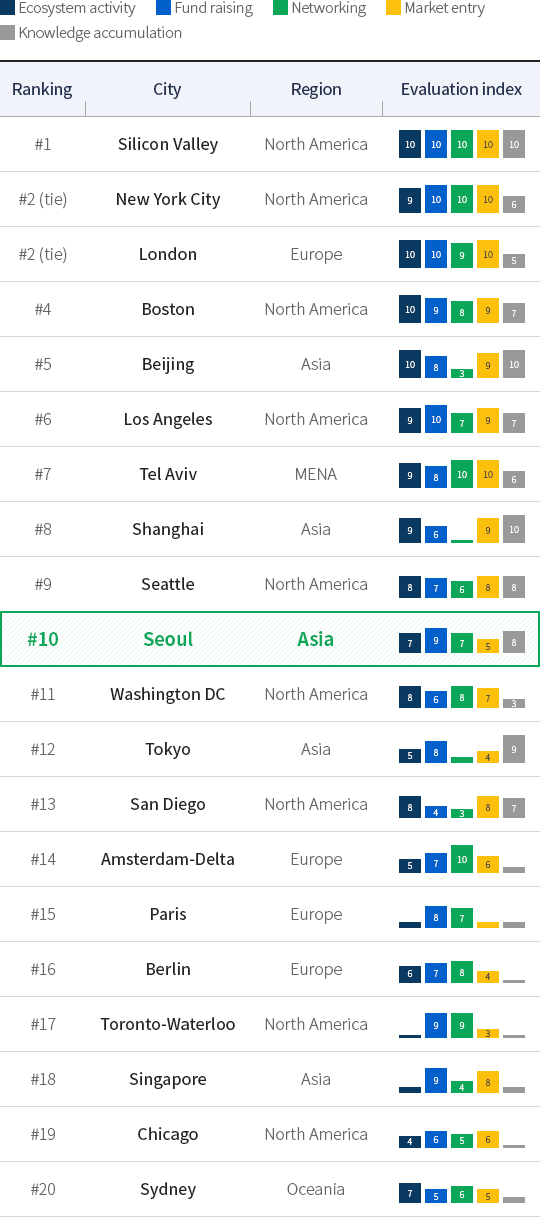 Ecosystem activity Fund raising Networking Market entry
Knowledge accumulation
Ranking City Region Evaluation index
#1 Silicon Valley North America 10 10 10 10 10
#2 (tie) New York City North America 9 10 10 10 6
#2 (tie) London Europe 10 10 9 10 5
#4 Boston North America 10 9 8 9 7
#5 Beijing Asia 10 8 3 9 10
#6 Los Angeles North America 9 10 7 9 7
#7 Tel Aviv MENA 9 8 10 10 6
#8 Shanghai Asia 9 6 9 10
#9 Seattle North America 8 7 6 8 8
#10 Seoul Asia 7 9 7 5 8
#11 Washington DC North America 8 6 8 7 3
#12 Tokyo Asia 5 8 4 9
#13 San Diego North America 8 4 3 8 7
#14 Amsterdam-Delta Europe 5 7 10 6
#15 Paris Europe 8 7
#16 Berlin Europe 6 7 8 4
#17 Toronto-Waterloo North America 9 9 3
#18 Singapore Asia 9 4 8
#19 Chicago North America 4 6 5 6
#20 Sydney Oceania 7 5 6 5